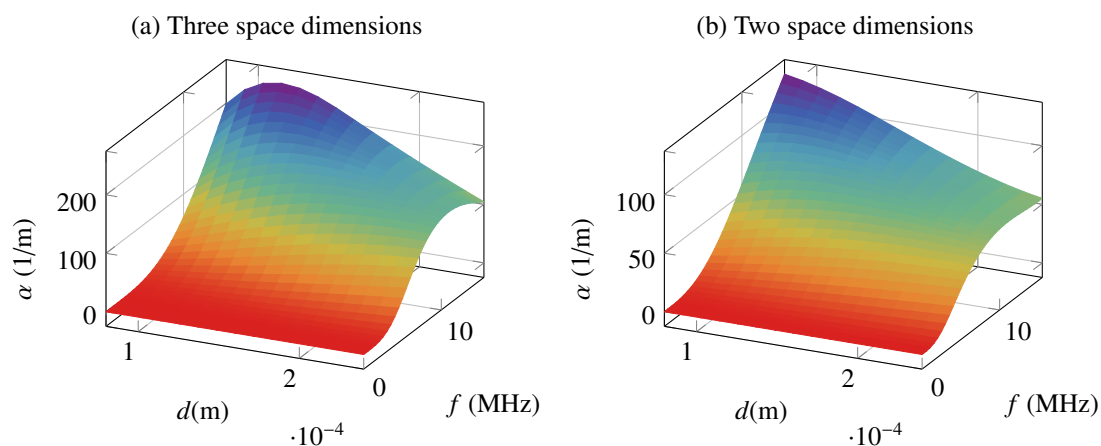 (a) Three space dimensions
200
100
0
α (1/m)
1
2
d(m)
·10⁻⁴
0
10
f (MHz)
(b) Two space dimensions
100
50
0
α (1/m)
1
2
d(m)
·10⁻⁴
0
10
f (MHz)